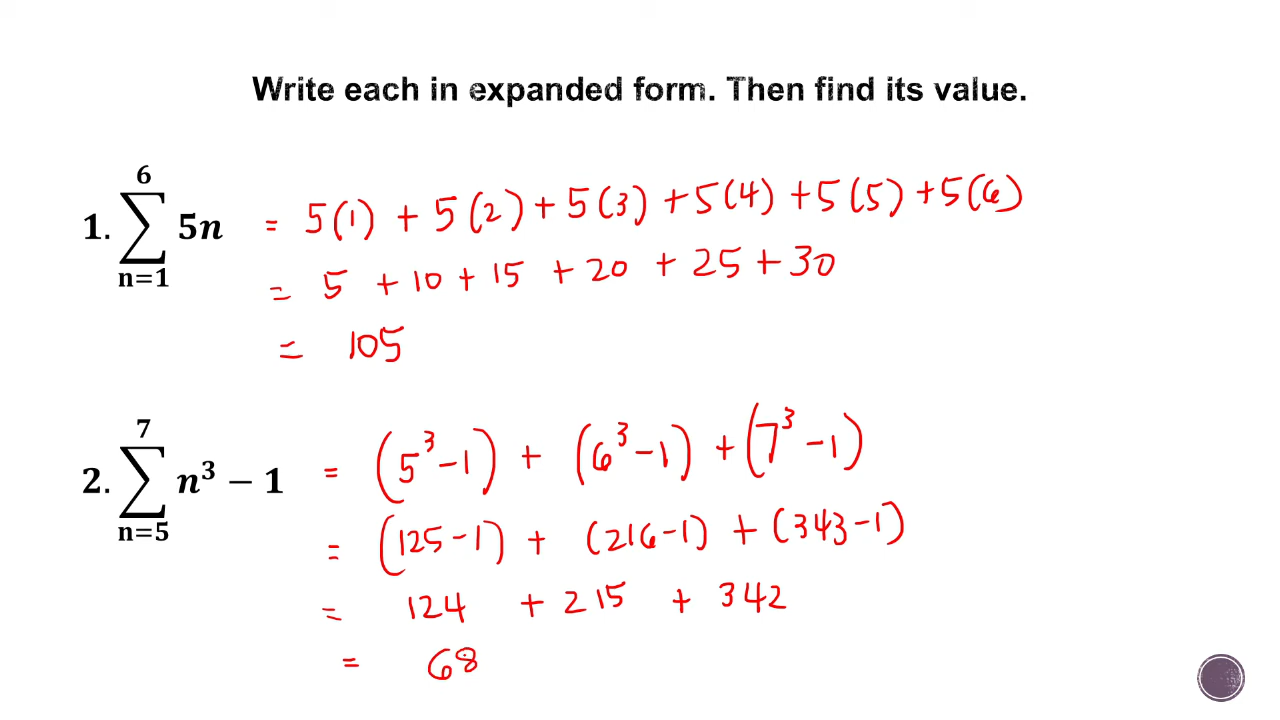 Write each in expanded form. Then find its value.
1. ∑_{n=1}^{6} 5n = 5(1) + 5(2) + 5(3) + 5(4) + 5(5) + 5(6)
= 5 + 10 + 15 + 20 + 25 + 30
= 105
2. ∑_{n=5}^{7} n³ − 1 = (5³ − 1) + (6³ − 1) + (7³ − 1)
= (125 − 1) + (216 − 1) + (343 − 1)
= 124 + 215 + 342
= 68